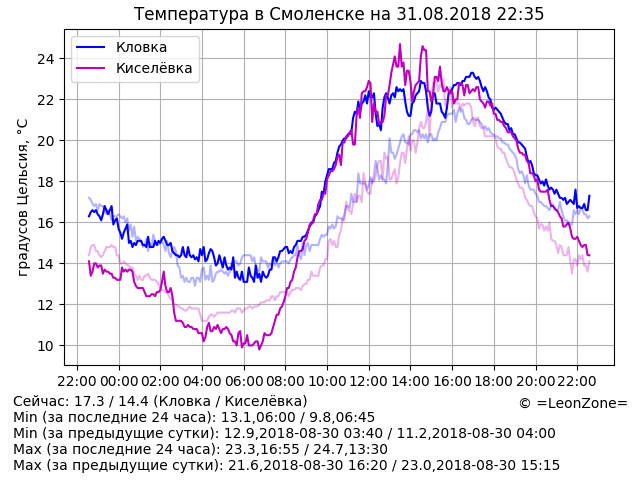 Температура в Смоленске на 31.08.2018 22:35
Кловка
Киселёвка
градусов Цельсия, °C
24
22
20
18
16
14
12
10
22:00 00:00 02:00 04:00 06:00 08:00 10:00 12:00 14:00 16:00 18:00 20:00 22:00
Сейчас: 17.3 / 14.4 (Кловка / Киселёвка)
© =LeonZone=
Min (за последние 24 часа): 13.1,06:00 / 9.8,06:45
Min (за предыдущие сутки): 12.9,2018-08-30 03:40 / 11.2,2018-08-30 04:00
Max (за последние 24 часа): 23.3,16:55 / 24.7,13:30
Max (за предыдущие сутки): 21.6,2018-08-30 16:20 / 23.0,2018-08-30 15:15